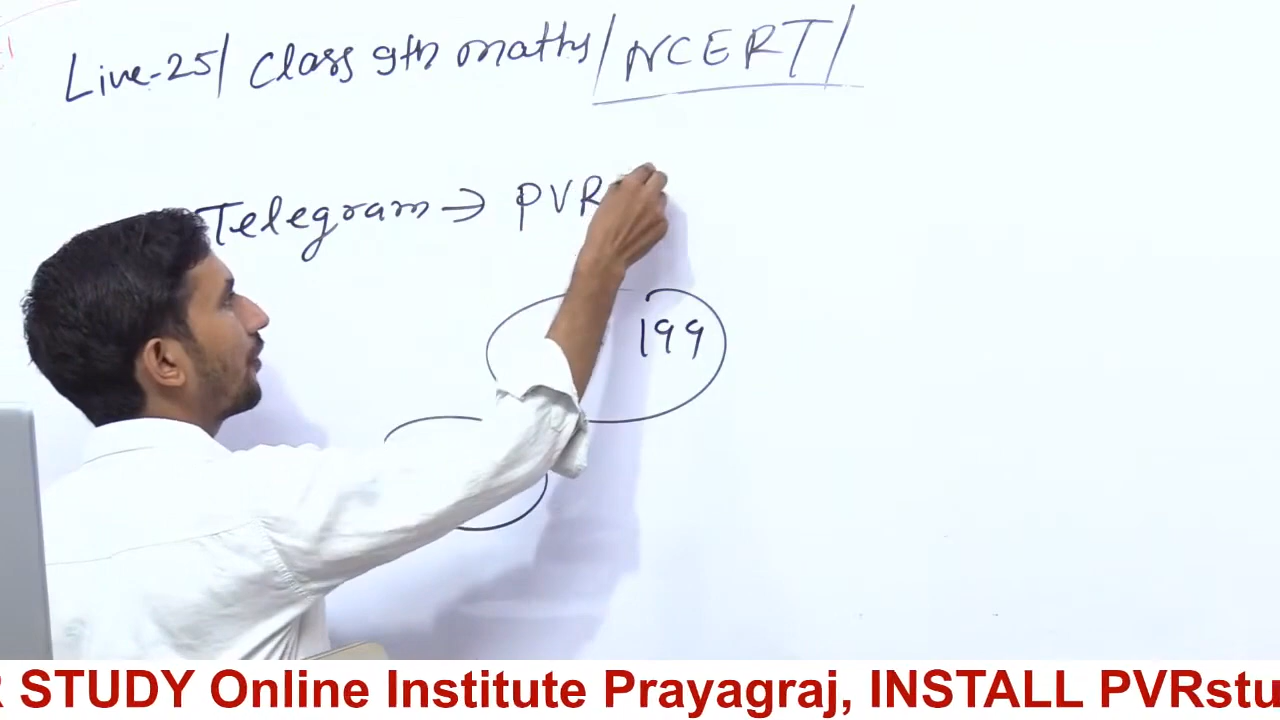 Live-25/ Class 9th maths/ NCERT/
Telegram → PVR
199
R STUDY Online Institute Prayagraj, INSTALL PVRstu